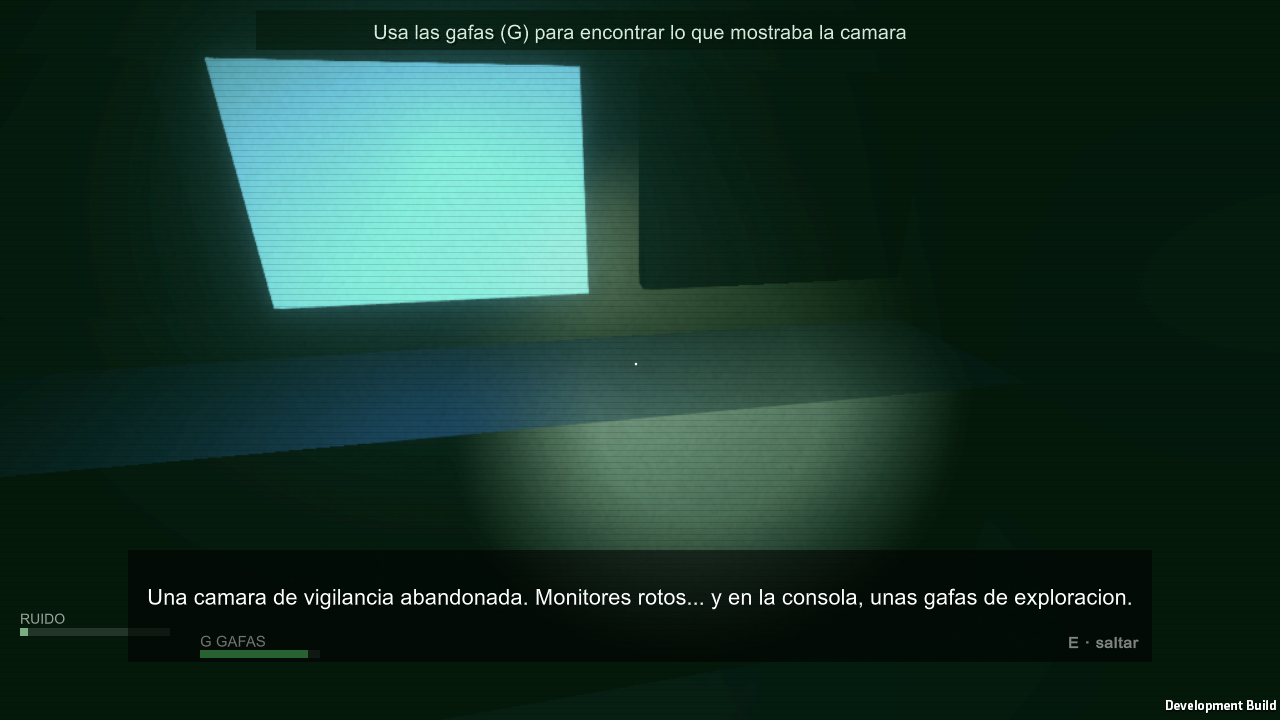 Usa las gafas (G) para encontrar lo que mostraba la camara
Una camara de vigilancia abandonada. Monitores rotos... y en la consola, unas gafas de exploracion.
RUIDO
G GAFAS
E · saltar
Development Build